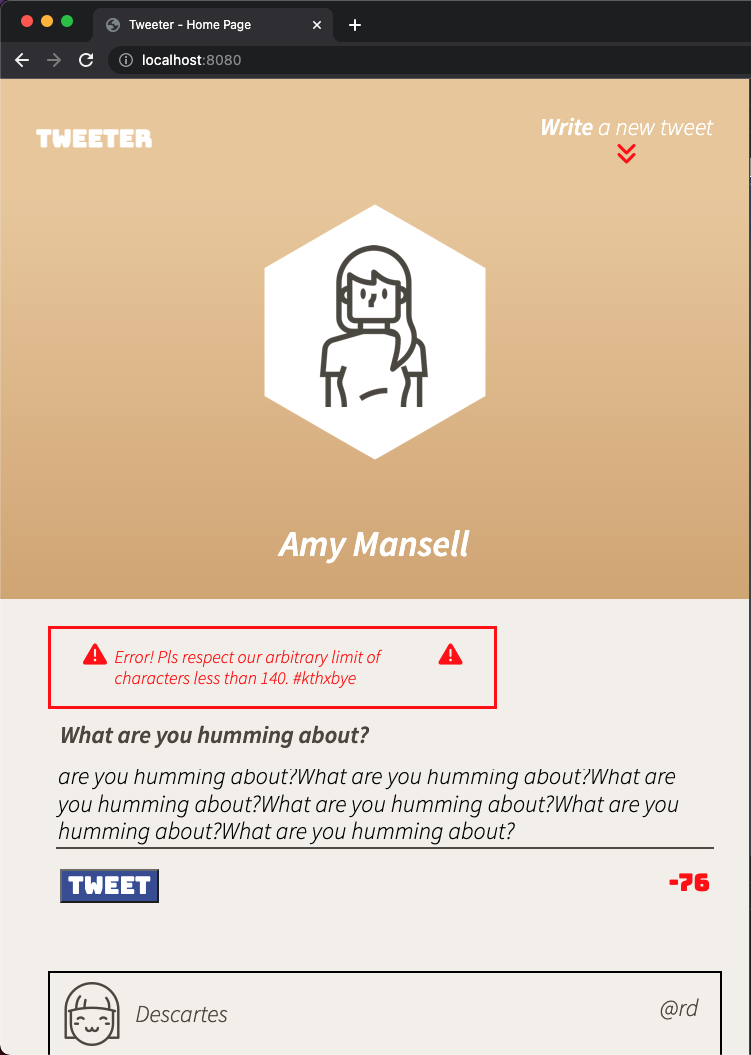 Tweeter - Home Page
localhost:8080
TWEETER
Write a new tweet
Amy Mansell
Error! Pls respect our arbitrary limit of
characters less than 140. #kthxbye
What are you humming about?
are you humming about?What are you humming about?What are
you humming about?What are you humming about?What are you
humming about?What are you humming about?
TWEET
-76
Descartes
@rd